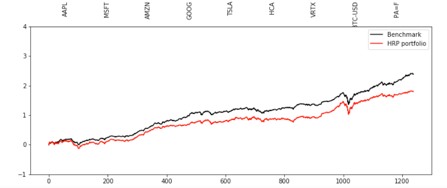 AAPL
MSFT
AMZN
GOOG
TSLA
HCA
VRTX
BTC-USD
PA=F
Benchmark
HRP portfolio
4
3
2
1
0
-1
0
200
400
600
800
1000
1200